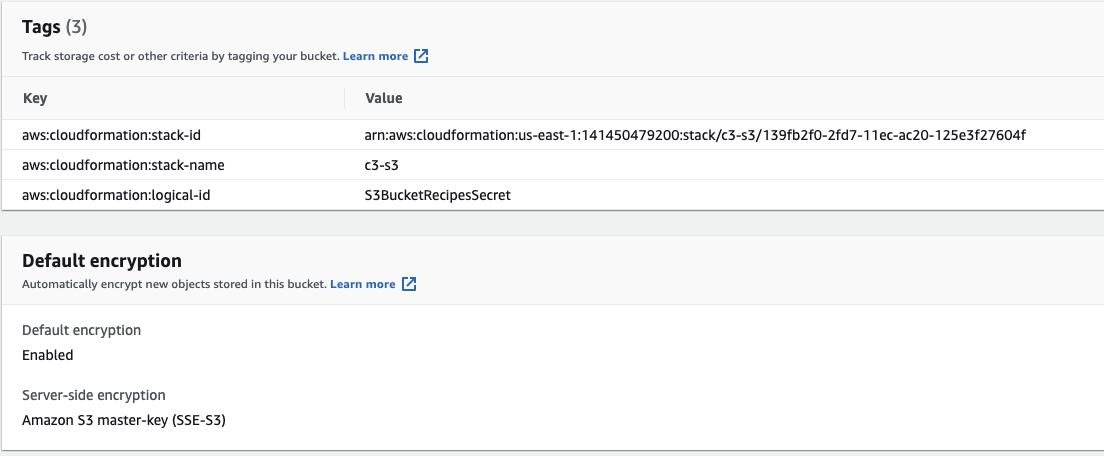 Tags (3)
Track storage cost or other criteria by tagging your bucket. Learn more
Key Value
aws:cloudformation:stack-id arn:aws:cloudformation:us-east-1:141450479200:stack/c3-s3/139fb2f0-2fd7-11ec-ac20-125e3f27604f
aws:cloudformation:stack-name c3-s3
aws:cloudformation:logical-id S3BucketRecipesSecret
Default encryption
Automatically encrypt new objects stored in this bucket. Learn more
Default encryption
Enabled
Server-side encryption
Amazon S3 master-key (SSE-S3)